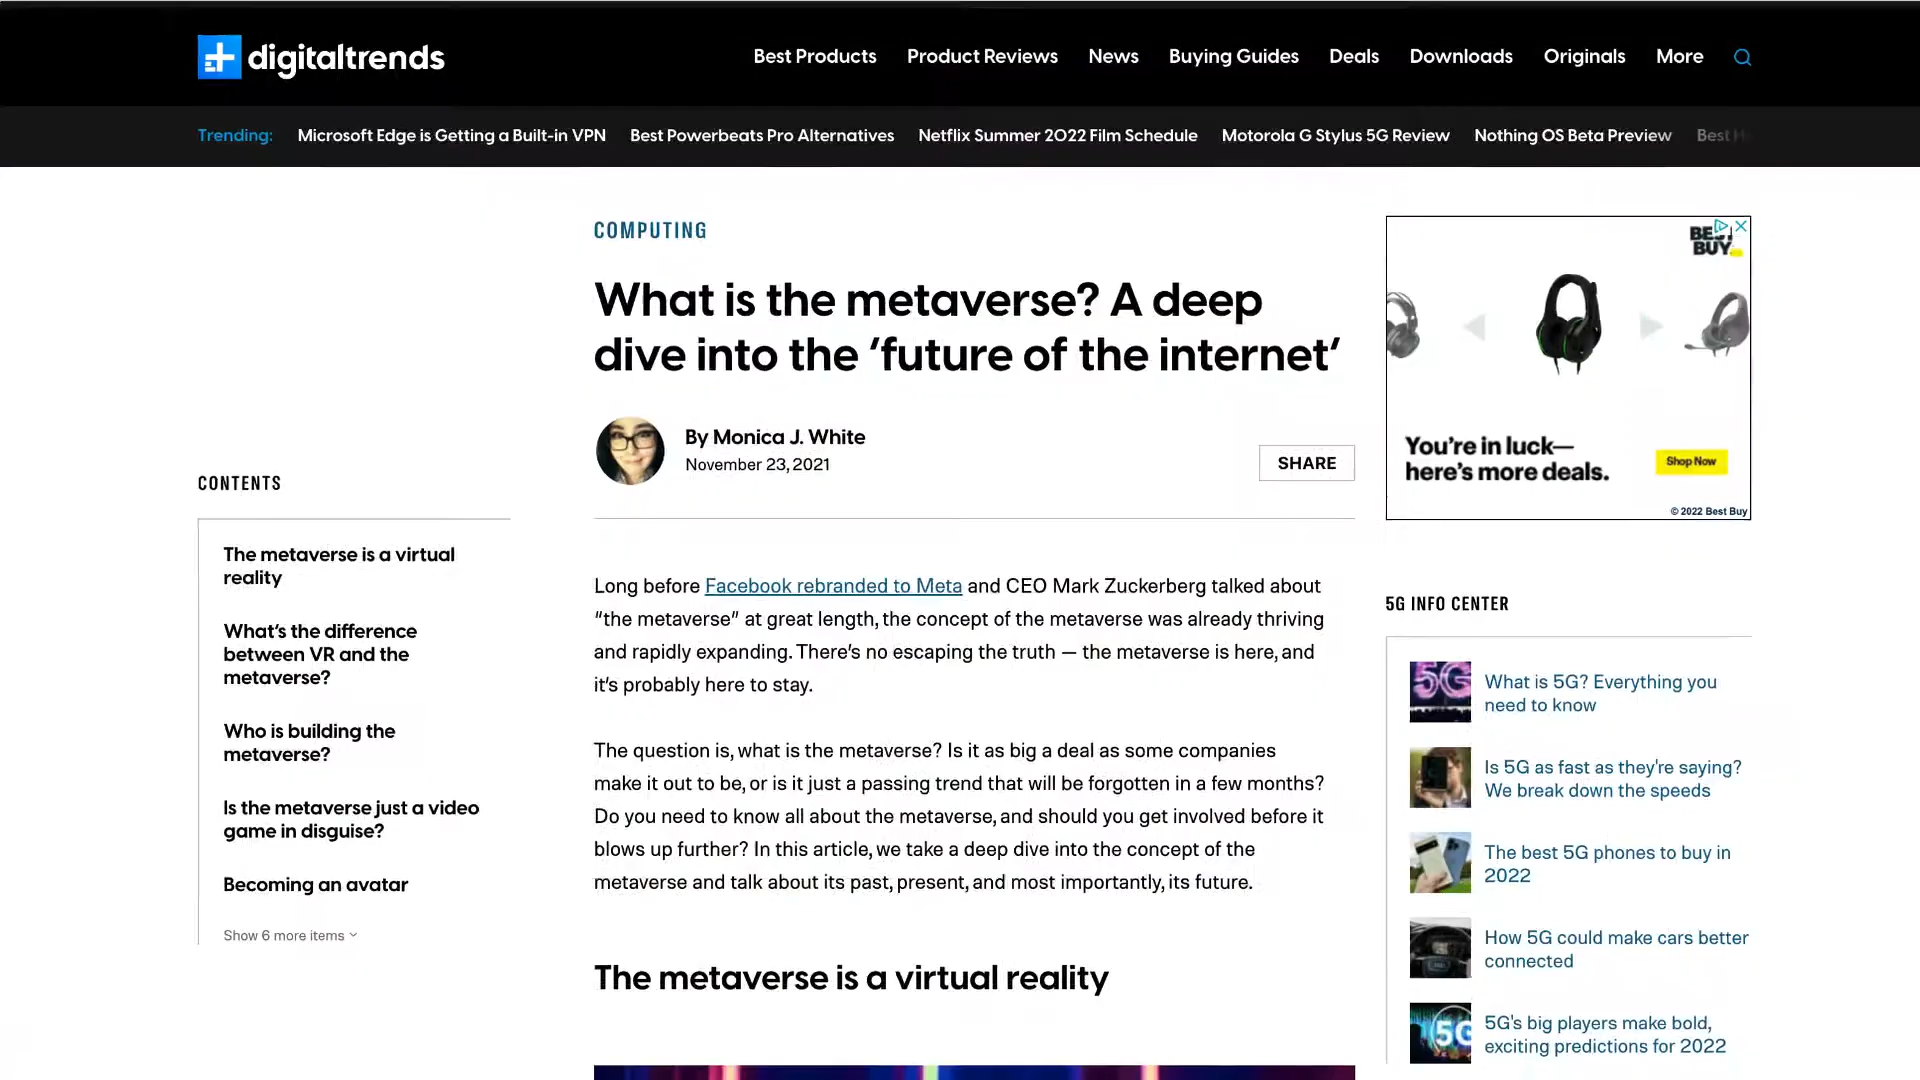 digitaltrends
Best Products
Product Reviews
News
Buying Guides
Deals
Downloads
Originals
More
Trending:
Microsoft Edge is Getting a Built-in VPN
Best Powerbeats Pro Alternatives
Netflix Summer 2022 Film Schedule
Motorola G Stylus 5G Review
Nothing OS Beta Preview
Best
COMPUTING
What is the metaverse? A deep
dive into the ‘future of the internet’
By Monica J. White
November 23, 2021
SHARE
CONTENTS
The metaverse is a virtual
reality
What’s the difference
between VR and the
metaverse?
Who is building the
metaverse?
Is the metaverse just a video
game in disguise?
Becoming an avatar
Show 6 more items
Long before Facebook rebranded to Meta and CEO Mark Zuckerberg talked about
“the metaverse” at great length, the concept of the metaverse was already thriving
and rapidly expanding. There’s no escaping the truth — the metaverse is here, and
it’s probably here to stay.
The question is, what is the metaverse? Is it as big a deal as some companies
make it out to be, or is it just a passing trend that will be forgotten in a few months?
Do you need to know all about the metaverse, and should you get involved before it
blows up further? In this article, we take a deep dive into the concept of the
metaverse and talk about its past, present, and most importantly, its future.
The metaverse is a virtual reality
BEST
BUY
You’re in luck—
here’s more deals.
Shop Now
© 2022 Best Buy
5G INFO CENTER
5G
What is 5G? Everything you
need to know
Is 5G as fast as they're saying?
We break down the speeds
The best 5G phones to buy in
2022
How 5G could make cars better
connected
5G
5G's big players make bold,
exciting predictions for 2022